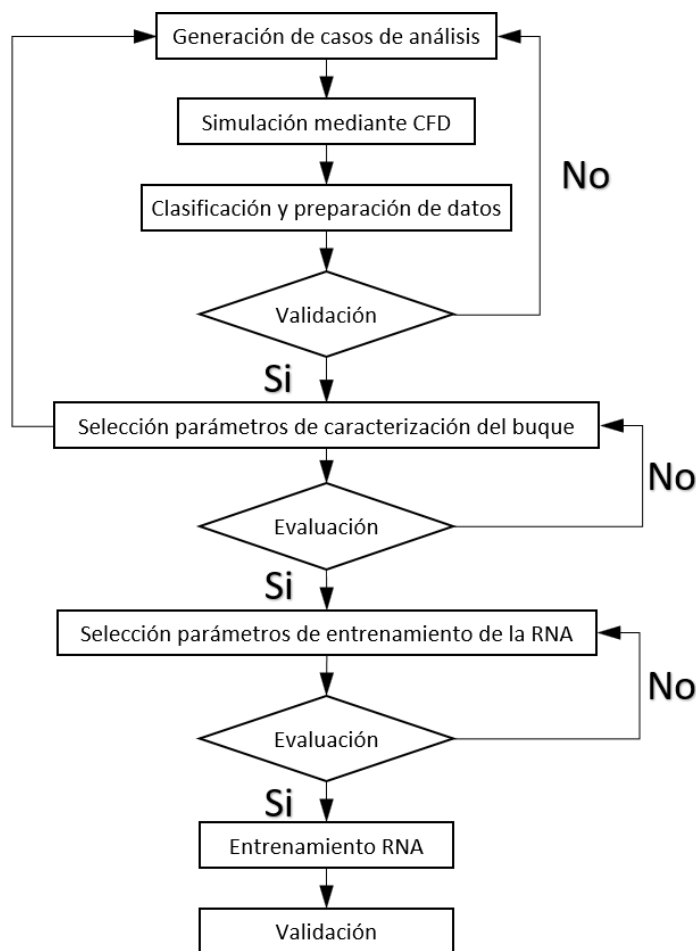 Generación de casos de análisis
Simulación mediante CFD
No
Clasificación y preparación de datos
Validación
Si
Selección parámetros de caracterización del buque
No
Evaluación
Si
Selección parámetros de entrenamiento de la RNA
No
Evaluación
Si
Entrenamiento RNA
Validación